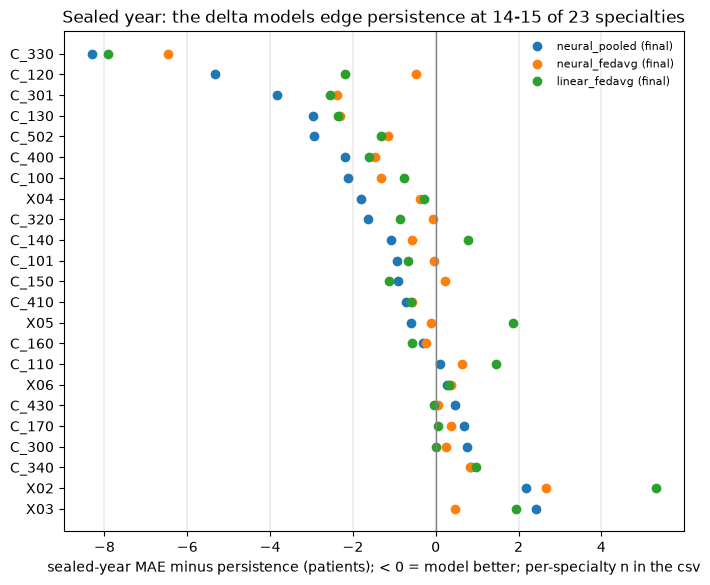 Sealed year: the delta models edge persistence at 14-15 of 23 specialties
neural_pooled (final)
neural_fedavg (final)
linear_fedavg (final)
C_330
C_120
C_301
C_130
C_502
C_400
C_100
X04
C_320
C_140
C_101
C_150
C_410
X05
C_160
C_110
X06
C_430
C_170
C_300
C_340
X02
X03
−8 −6 −4 −2 0 2 4
sealed-year MAE minus persistence (patients); < 0 = model better; per-specialty n in the csv